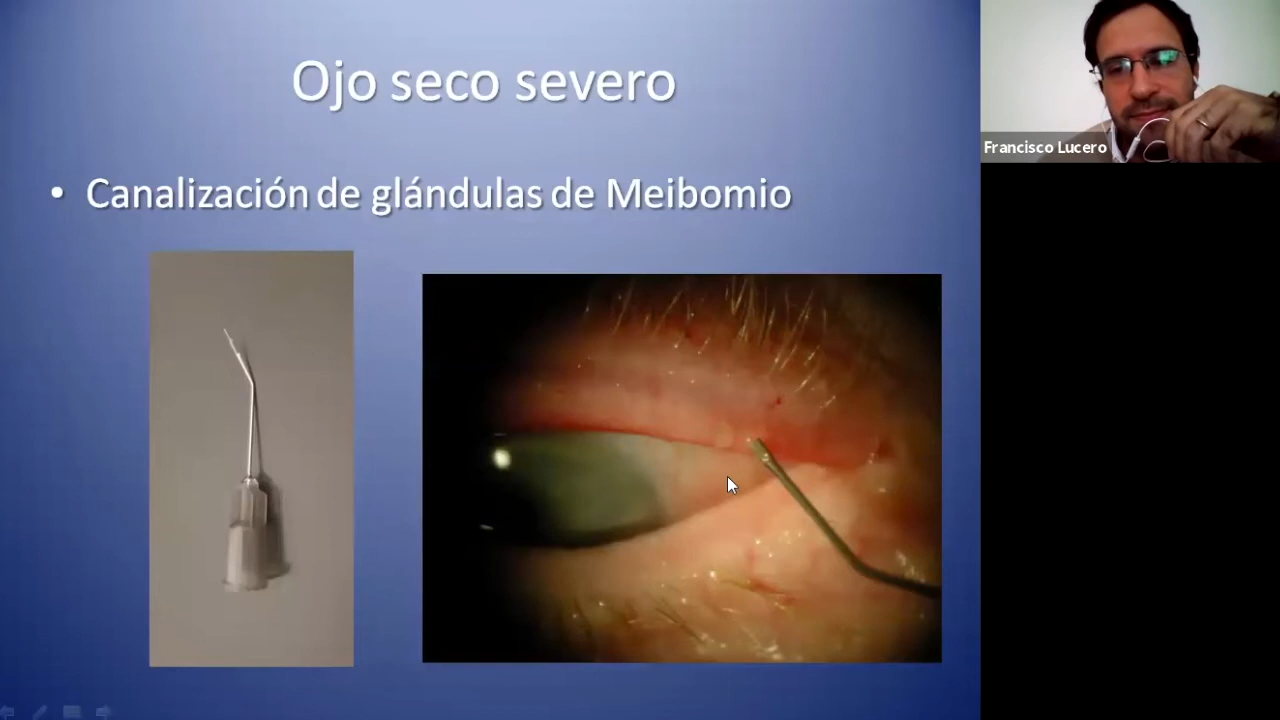 Ojo seco severo
• Canalización de glándulas de Meibomio
Francisco Lucero